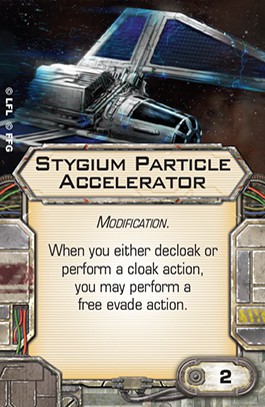 © LFL © FFG
Stygium Particle
Accelerator
Modification.
When you either decloak or
perform a cloak action,
you may perform a
free evade action.
2